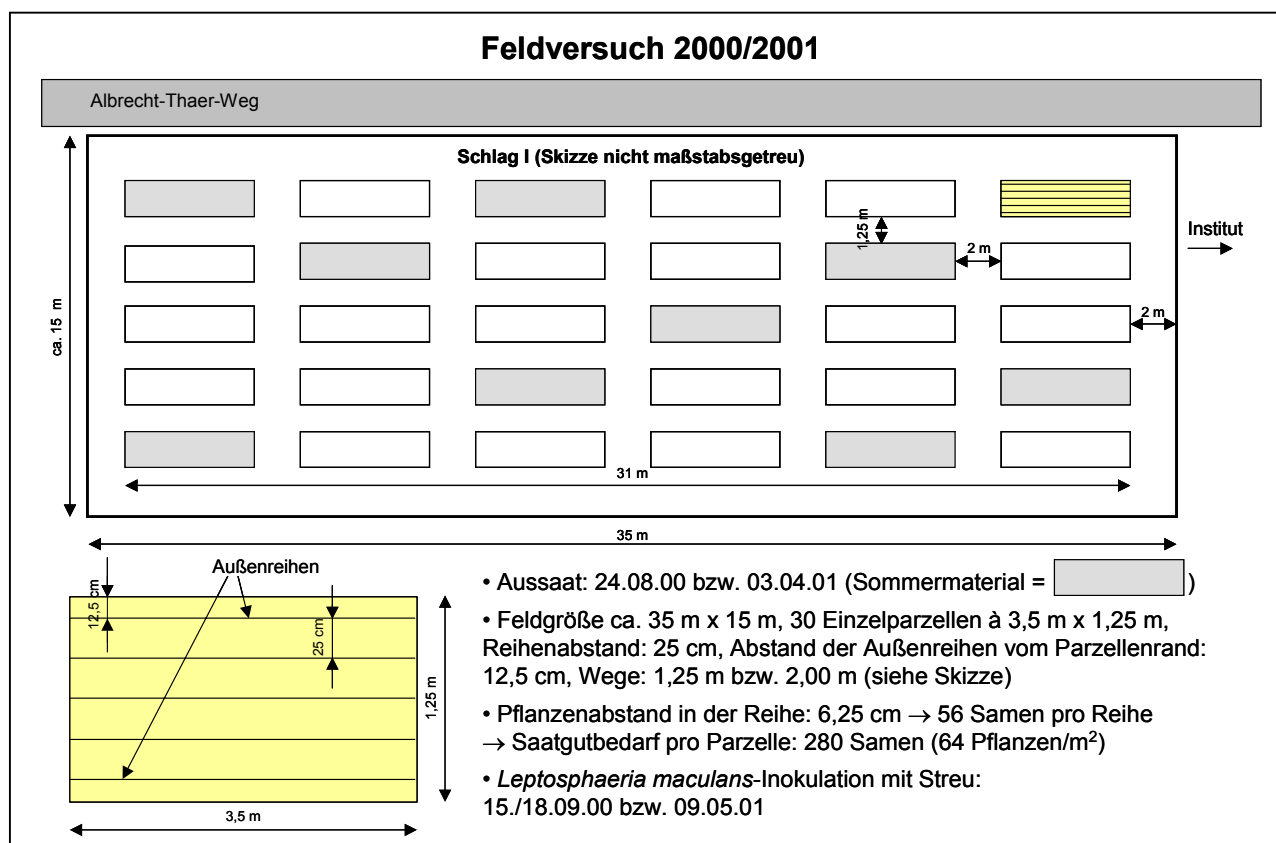 Feldversuch 2000/2001
Albrecht-Thaer-Weg
Schlag I (Skizze nicht maßstabsgetreu)
1,25 m
Institut
2 m
2 m
ca. 15 m
31 m
35 m
Außenreihen
12,5 cm
25 cm
1,25 m
3,5 m
• Aussaat: 24.08.00 bzw. 03.04.01 (Sommermaterial = )
• Feldgröße ca. 35 m x 15 m, 30 Einzelparzellen à 3,5 m x 1,25 m,
Reihenabstand: 25 cm, Abstand der Außenreihen vom Parzellenrand:
12,5 cm, Wege: 1,25 m bzw. 2,00 m (siehe Skizze)
• Pflanzenabstand in der Reihe: 6,25 cm → 56 Samen pro Reihe
→ Saatgutbedarf pro Parzelle: 280 Samen (64 Pflanzen/m²)
• Leptosphaeria maculans-Inokulation mit Streu:
15./18.09.00 bzw. 09.05.01